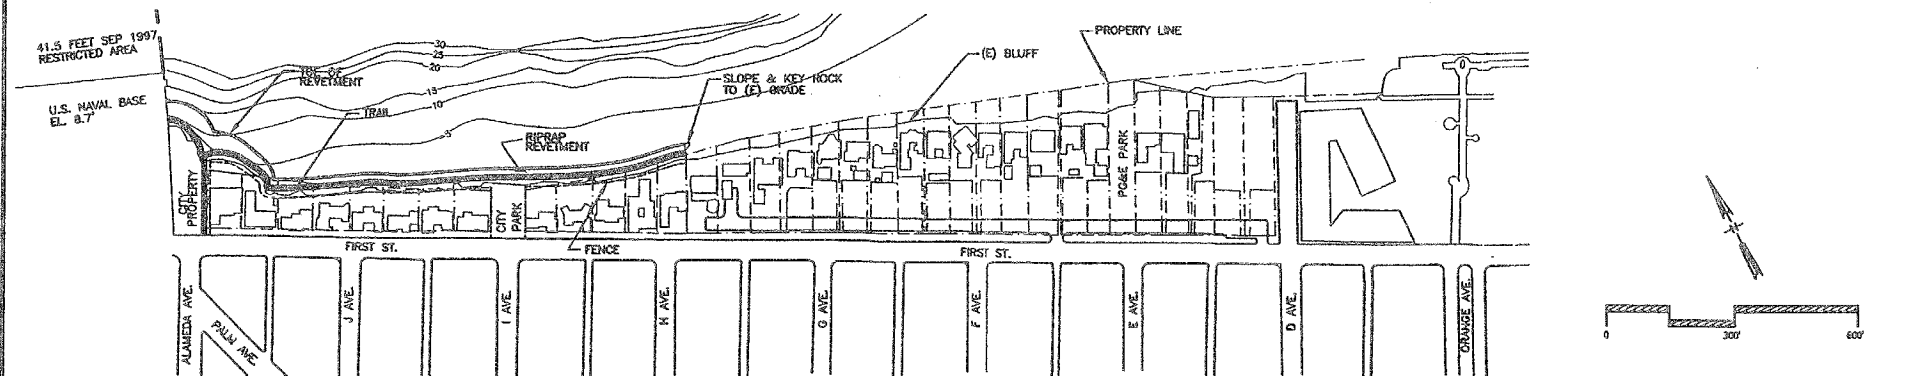 41.5 FEET SEP 1997
RESTRICTED AREA
U.S. NAVAL BASE
EL. 8.7'
30
25
20
15
10
5
TOE OF
REVETMENT
TRAIL
RIPRAP
REVETMENT
SLOPE & KEY ROCK
TO (E) GRADE
(E) BLUFF
PROPERTY LINE
CITY
PROPERTY
CITY
PARK
PG&E PARK
FIRST ST.
FENCE
FIRST ST.
ALAMEDA AVE.
PALM AVE.
J AVE.
I AVE.
H AVE.
G AVE.
F AVE.
E AVE.
D AVE.
ORANGE AVE.
0
300'
600'